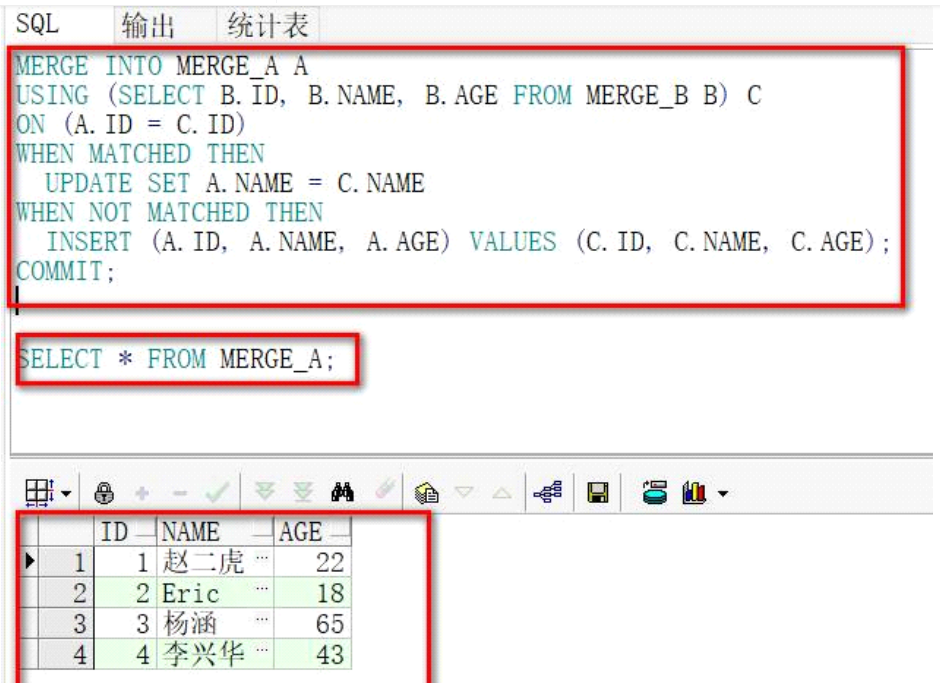 SQL 输出 统计表
MERGE INTO MERGE_A A
USING (SELECT B.ID, B.NAME, B.AGE FROM MERGE_B B) C
ON (A.ID = C.ID)
WHEN MATCHED THEN
  UPDATE SET A.NAME = C.NAME
WHEN NOT MATCHED THEN
  INSERT (A.ID, A.NAME, A.AGE) VALUES (C.ID, C.NAME, C.AGE);
COMMIT;
SELECT * FROM MERGE_A;
ID NAME AGE
1 1 赵二虎 ... 22
2 2 Eric ... 18
3 3 杨涵 ... 65
4 4 李兴华 ... 43